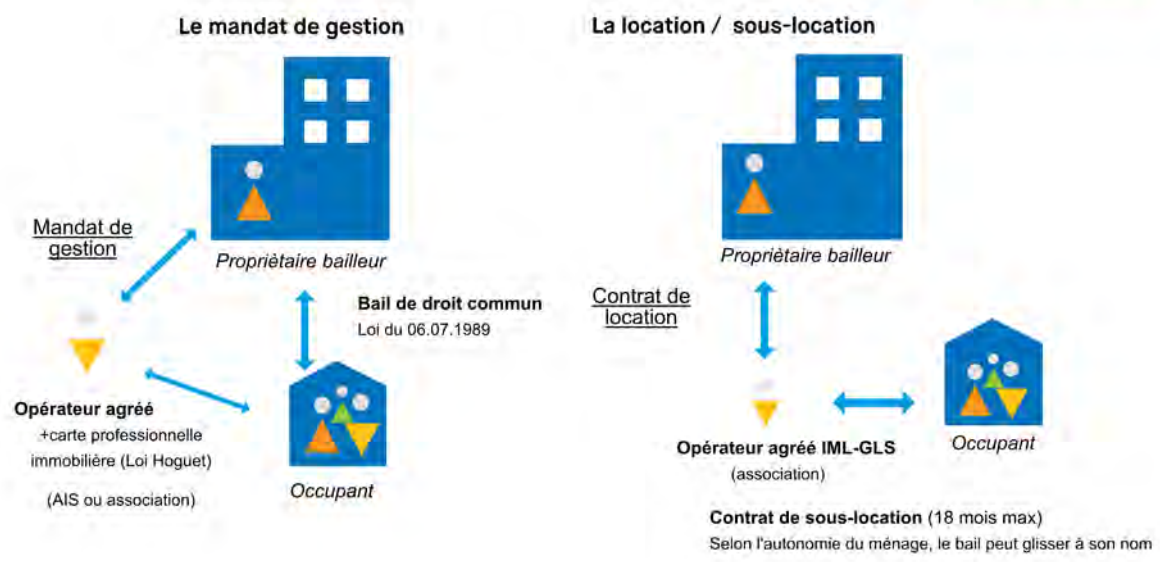 Le mandat de gestion
Mandat de
gestion
Propriètaire bailleur
Bail de droit commun
Loi du 06.07.1989
Opérateur agréé
+carte professionnelle
immobilière (Loi Hoguet)
(AIS ou association)
Occupant
La location / sous-location
Propriètaire bailleur
Contrat de
location
Opérateur agréé IML-GLS
(association)
Occupant
Contrat de sous-location (18 mois max)
Selon l'autonomie du ménage, le bail peut glisser à son nom